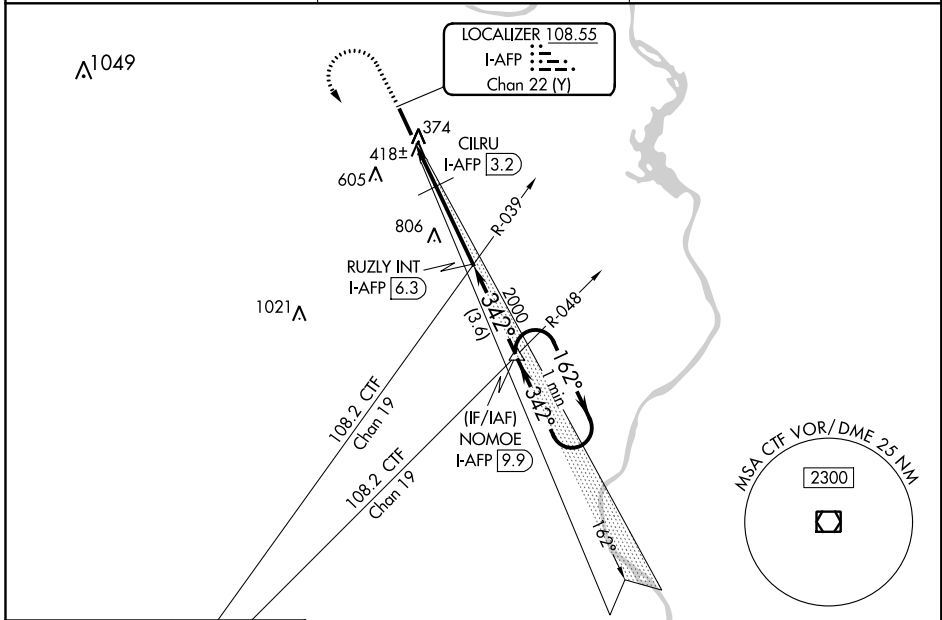 LOCALIZER 108.55
I-AFP
Chan 22 (Y)
1049
374
418±
CILRU
I-AFP 3.2
605
806
R-039
RUZLY INT
I-AFP 6.3
1021
342°
2000
(3.6)
R-048
162°
1 min
342°
(IF/IAF)
NOMOE
I-AFP 9.9
108.2 CTF
Chan 19
108.2 CTF
Chan 19
162°
MSA CTF VOR/DME 25 NM
2300